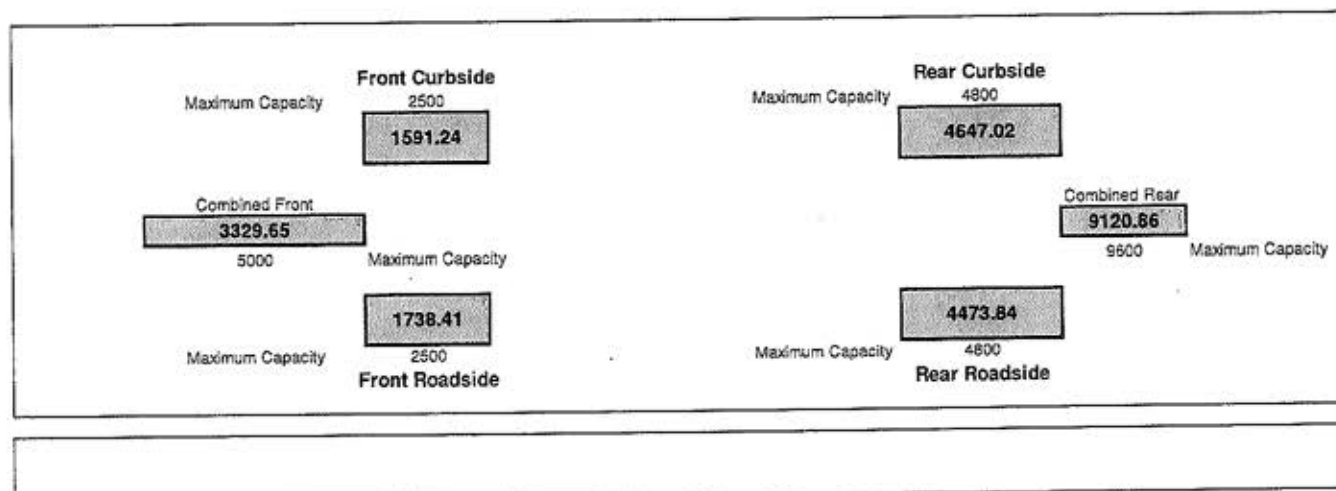 Front Curbside
Maximum Capacity 2500
1591.24
Combined Front
3329.65
5000 Maximum Capacity
1738.41
Maximum Capacity 2500
Front Roadside
Rear Curbside
Maximum Capacity 4800
4647.02
Combined Rear
9120.86
9600 Maximum Capacity
4473.84
Maximum Capacity 4800
Rear Roadside